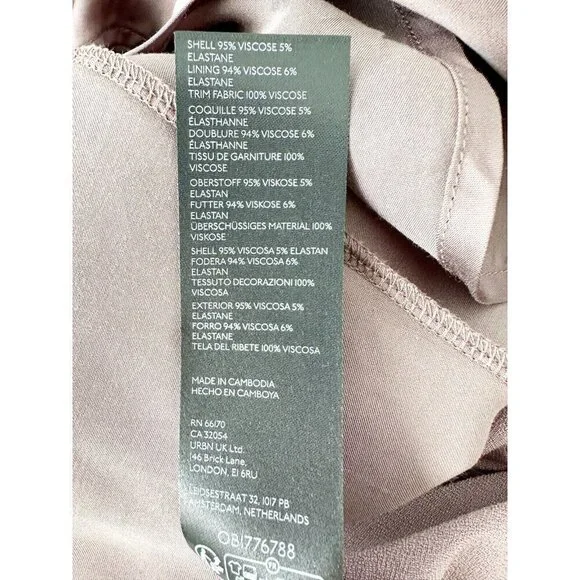 SHELL 95% VISCOSE 5%
ELASTANE
LINING 94% VISCOSE 6%
ELASTANE
TRIM FABRIC 100% VISCOSE
COQUILLE 95% VISCOSE 5%
ÉLASTHANNE
DOUBLURE 94% VISCOSE 6%
ÉLASTHANNE
TISSU DE GARNITURE 100%
VISCOSE
OBERSTOFF 95% VISKOSE 5%
ELASTAN
FUTTER 94% VISKOSE 6%
ELASTAN
ÜBERSCHÜSSIGES MATERIAL 100%
VISKOSE
SHELL 95% VISCOSA 5% ELASTAN
FODERA 94% VISCOSA 6%
ELASTAN
TESSUTO DECORAZIONI 100%
VISCOSA
EXTERIOR 95% VISCOSA 5%
ELASTANE
FORRO 94% VISCOSA 6%
ELASTANE
TELA DEL RIBETE 100% VISCOSA
MADE IN CAMBODIA
HECHO EN CAMBOYA
RN 66170
CA 32054
URBN UK Ltd.
146 Brick Lane,
LONDON, E1 6RU
LEIDSESTRAAT 32, 1017 PB
AMSTERDAM, NETHERLANDS
OB1776788